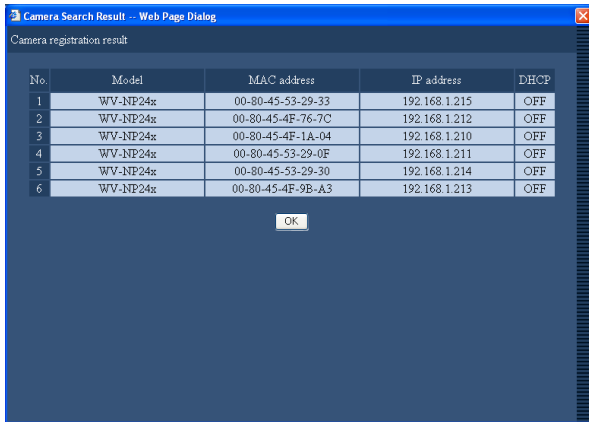 Camera Search Result -- Web Page Dialog
Camera registration result
No. Model MAC address IP address DHCP
1 WV-NP24x 00-80-45-53-29-33 192.168.1.215 OFF
2 WV-NP24x 00-80-45-4F-76-7C 192.168.1.212 OFF
3 WV-NP24x 00-80-45-4F-1A-04 192.168.1.210 OFF
4 WV-NP24x 00-80-45-53-29-0F 192.168.1.211 OFF
5 WV-NP24x 00-80-45-53-29-30 192.168.1.214 OFF
6 WV-NP24x 00-80-45-4F-9B-A3 192.168.1.213 OFF
OK